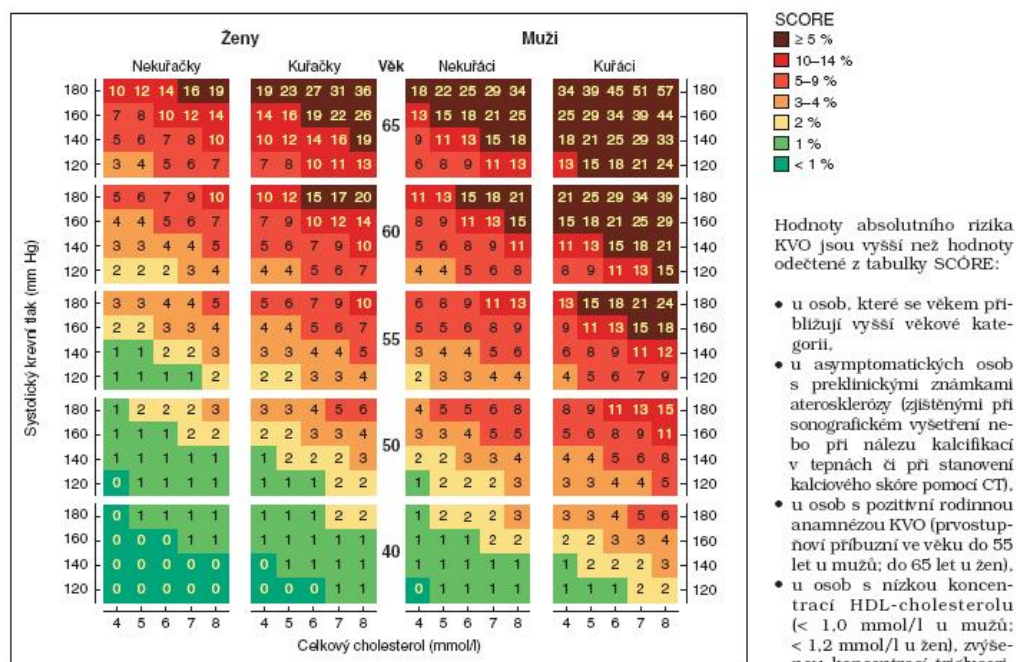 Ženy Muži
Nekuřačky Kuřačky Věk Nekuřáci Kuřáci
Systolický krevní tlak (mm Hg)
180 10 12 14 16 19 19 23 27 31 36 18 22 25 29 34 34 39 45 51 57 180
160 7 8 10 12 14 14 16 19 22 26 13 15 18 21 25 25 29 34 39 44 160
65
140 5 6 7 8 10 10 12 14 16 19 9 11 13 15 18 18 21 25 29 33 140
120 3 4 5 6 7 7 8 10 11 13 6 8 9 11 13 13 15 18 21 24 120
180 5 6 7 9 10 10 12 15 17 20 11 13 15 18 21 21 25 29 34 39 180
160 4 4 5 6 7 7 9 10 12 14 8 9 11 13 15 15 18 21 25 29 160
60
140 3 3 4 4 5 5 6 7 9 10 5 6 8 9 11 11 13 15 18 21 140
120 2 2 2 3 4 4 4 5 6 7 4 4 5 6 8 8 9 11 13 15 120
180 3 3 4 4 5 5 6 7 9 10 6 8 9 11 13 13 15 18 21 24 180
160 2 2 3 3 4 4 4 5 6 7 5 5 6 8 9 9 11 13 15 18 160
55
140 1 1 2 2 3 3 3 4 4 5 3 4 4 5 6 6 8 9 11 12 140
120 1 1 1 1 2 2 2 3 3 4 2 3 3 4 4 4 5 6 7 9 120
180 1 2 2 2 3 3 3 4 5 6 4 5 5 6 8 8 9 11 13 15 180
160 1 1 1 2 2 2 2 3 3 4 3 3 4 5 5 5 6 8 9 11 160
50
140 1 1 1 1 1 1 2 2 2 3 2 2 3 3 4 4 4 5 6 8 140
120 0 1 1 1 1 1 1 1 2 2 1 2 2 2 3 3 3 4 4 5 120
180 0 1 1 1 1 1 1 1 2 2 1 2 2 2 3 3 3 4 5 6 180
160 0 0 0 1 1 1 1 1 1 1 1 1 1 2 2 2 2 3 3 4 160
40
140 0 0 0 0 0 0 1 1 1 1 1 1 1 1 1 1 1 2 2 3 140
120 0 0 0 0 0 0 0 0 1 1 0 1 1 1 1 1 1 1 2 2 120
4 5 6 7 8 4 5 6 7 8 4 5 6 7 8 4 5 6 7 8
Celkový cholesterol (mmol/l)
SCORE
≥ 5 %
10–14 %
5–9 %
3–4 %
2 %
1 %
< 1 %
Hodnoty absolutního rizika
KVO jsou vyšší než hodnoty
odečtené z tabulky SCÓRE:
• u osob, které se věkem při-
bližují vyšší věkové kate-
gorii,
• u asymptomatických osob
s preklinickými známkami
aterosklerózy (zjištěnými při
sonografickém vyšetření ne-
bo při nálezu kalcifikací
v tepnách či při stanovení
kalciového skóre pomocí CT),
• u osob s pozitivní rodinnou
anamnézou KVO (prvostup-
ňoví příbuzní ve věku do 55
let u mužů; do 65 let u žen),
• u osob s nízkou koncen-
trací HDL-cholesterolu
(< 1,0 mmol/l u mužů;
< 1,2 mmol/l u žen), zvýše-